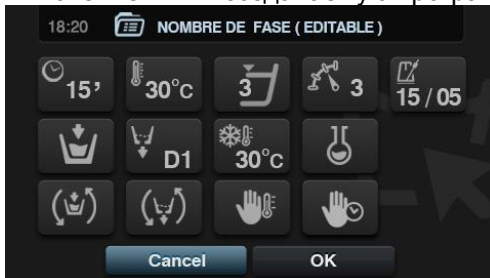 18:20 NOMBRE DE FASE ( EDITABLE )
15' 30°C 3 3 15 / 05
D1 30°C
Cancel OK